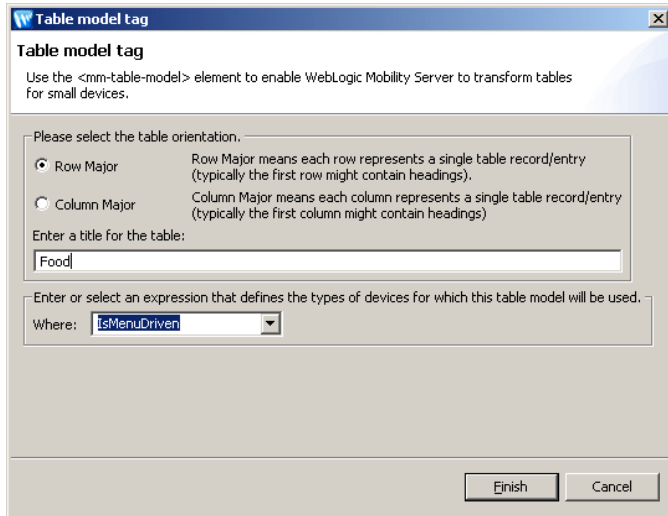 Table model tag
Table model tag
Use the <mm-table-model> element to enable WebLogic Mobility Server to transform tables
for small devices.
Please select the table orientation.
Row Major
Row Major means each row represents a single table record/entry
(typically the first row might contain headings).
Column Major
Column Major means each column represents a single table record/entry
(typically the first column might contain headings)
Enter a title for the table:
Food
Enter or select an expression that defines the types of devices for which this table model will be used.
Where: IsMenuDriven
Finish Cancel